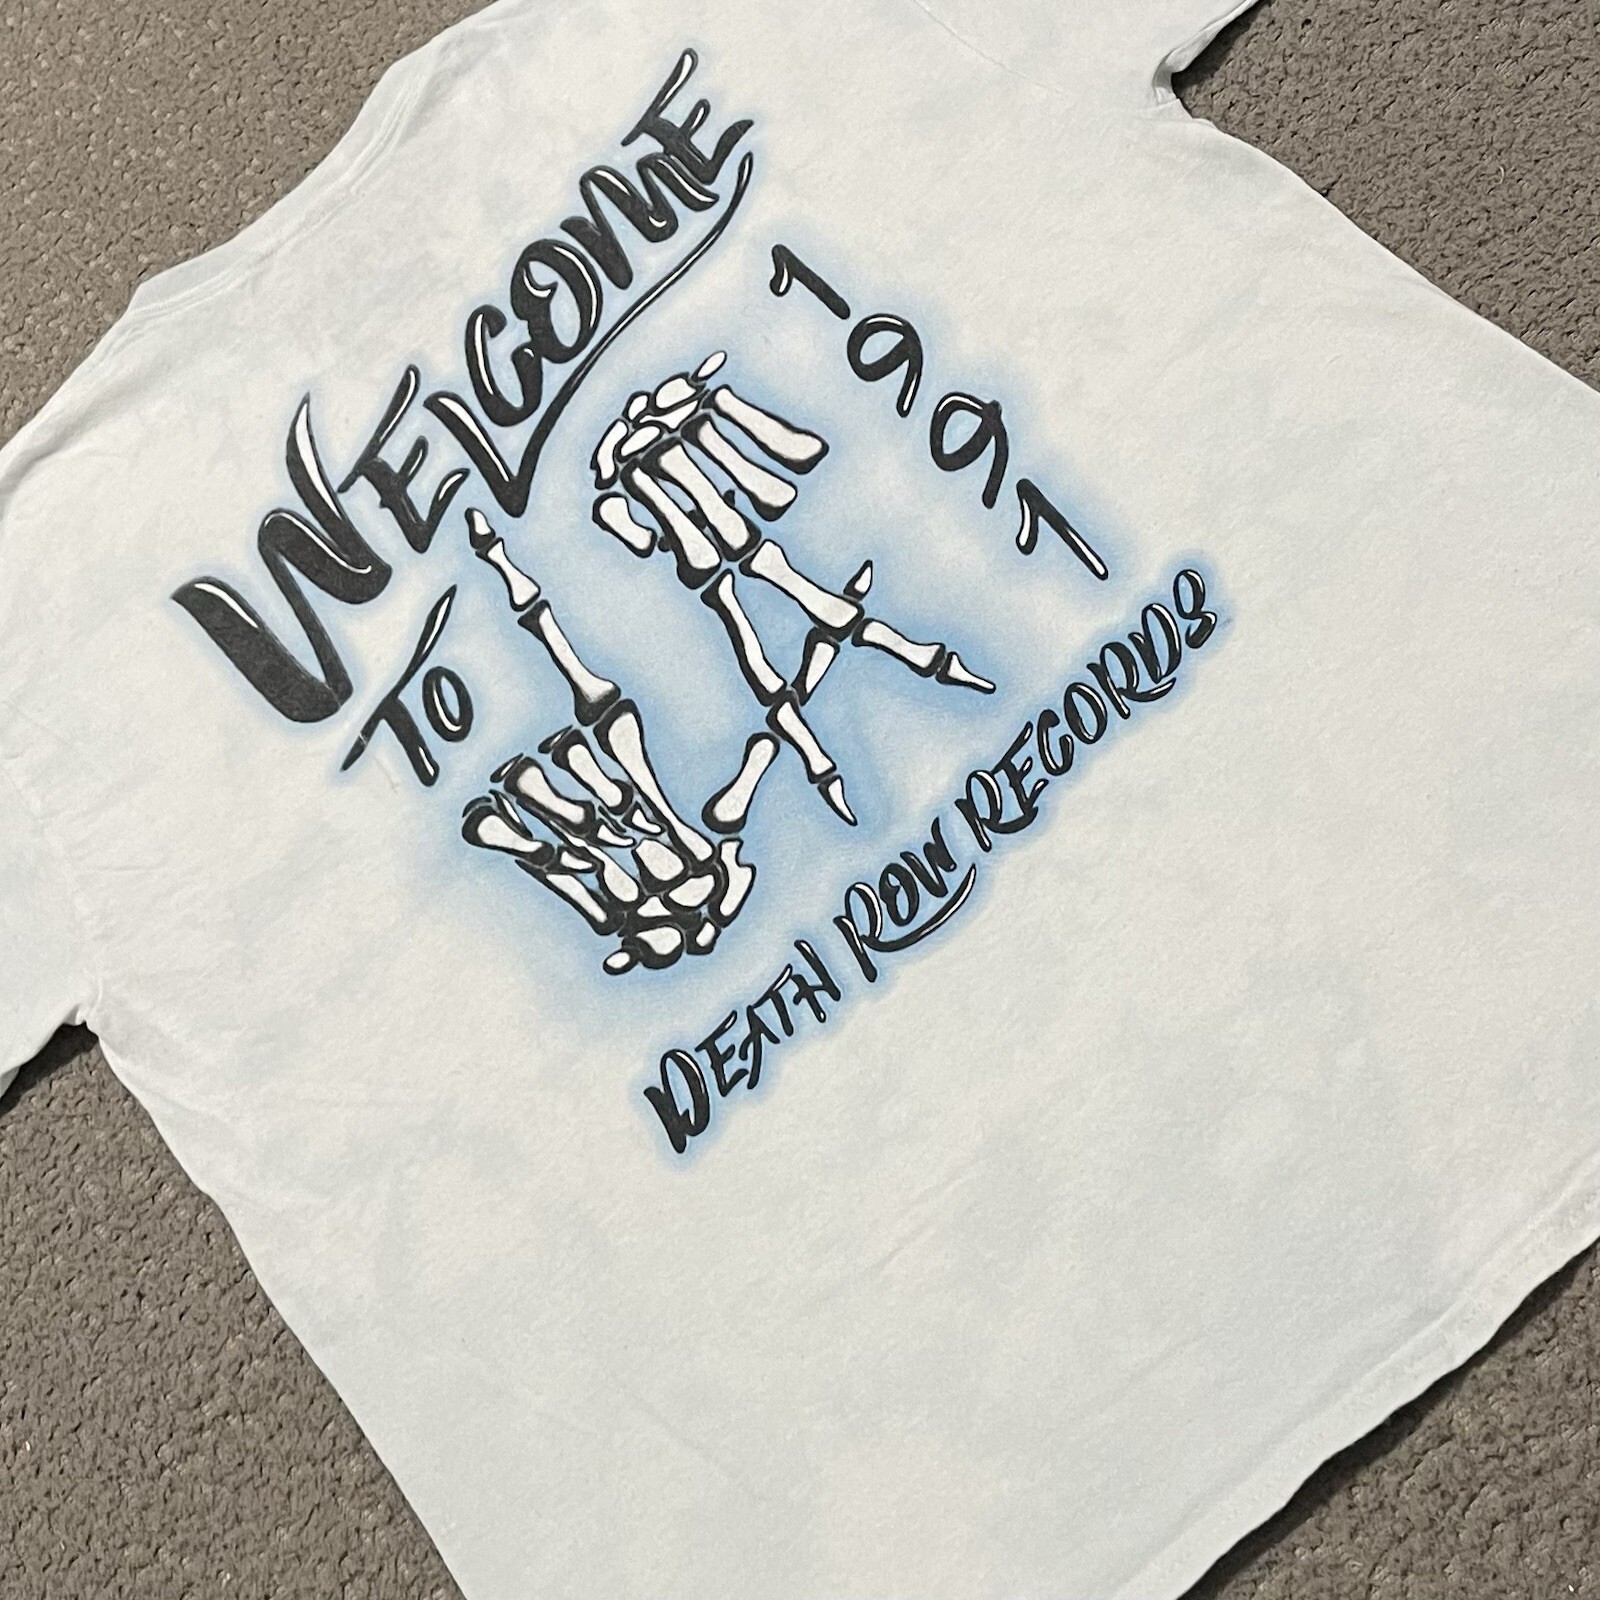 WELCOME
TO
LA
1991
DEATH ROW RECORDS